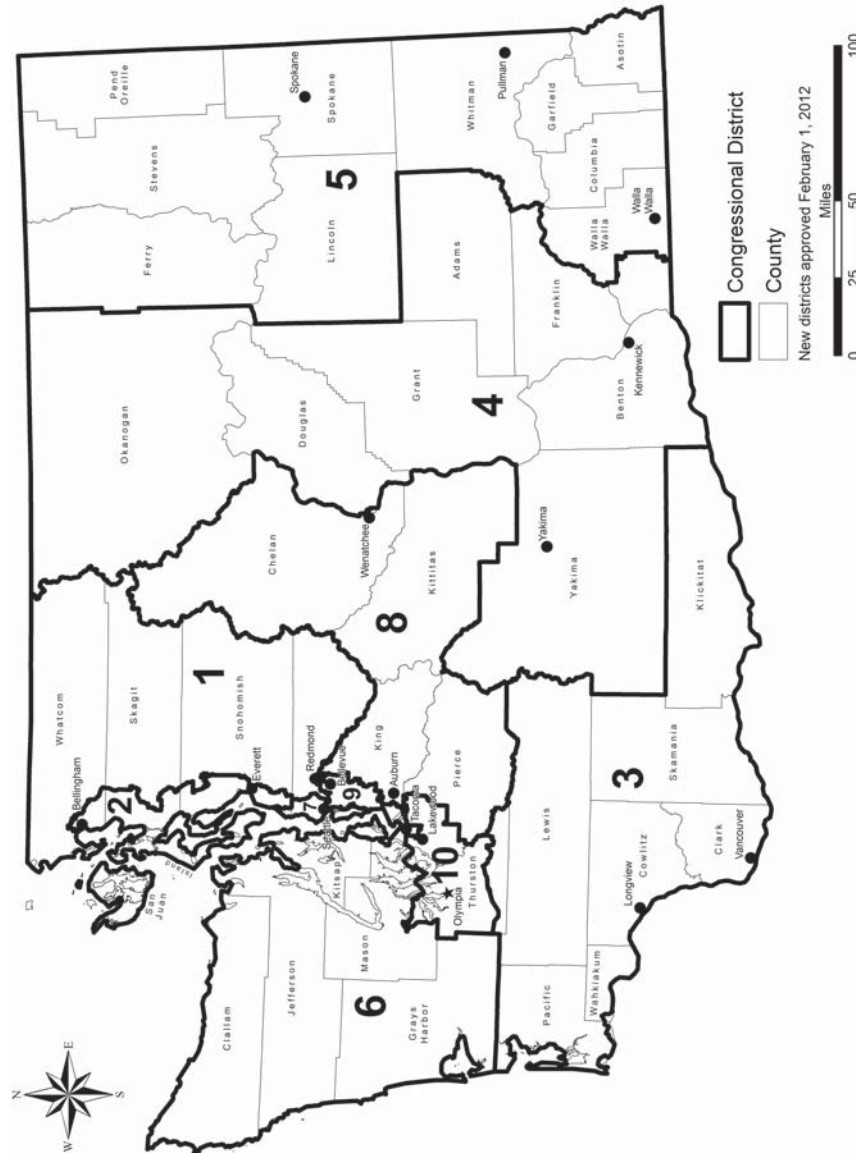 N
W
E
S
Whatcom
Bellingham
San
Juan
Island
Skagit
2
Snohomish
1
Everett
Okanogan
Ferry
Stevens
Pend
Oreille
Clallam
Jefferson
Kitsap
Mason
6
Grays
Harbor
7
Seattle
Redmond
Bellevue
9
King
Auburn
Tacoma
Lakewood
Pierce
10
Olympia
Thurston
Chelan
Wenatchee
8
Kittitas
Douglas
Grant
4
Lincoln
5
Spokane
Spokane
Adams
Whitman
Pullman
Pacific
Wahkiakum
Lewis
Longview
Cowlitz
3
Skamania
Clark
Vancouver
Yakima
Yakima
Klickitat
Benton
Kennewick
Franklin
Walla
Walla
Walla
Walla
Columbia
Garfield
Asotin
Congressional District
County
New districts approved February 1, 2012
Miles
0 25 50 100